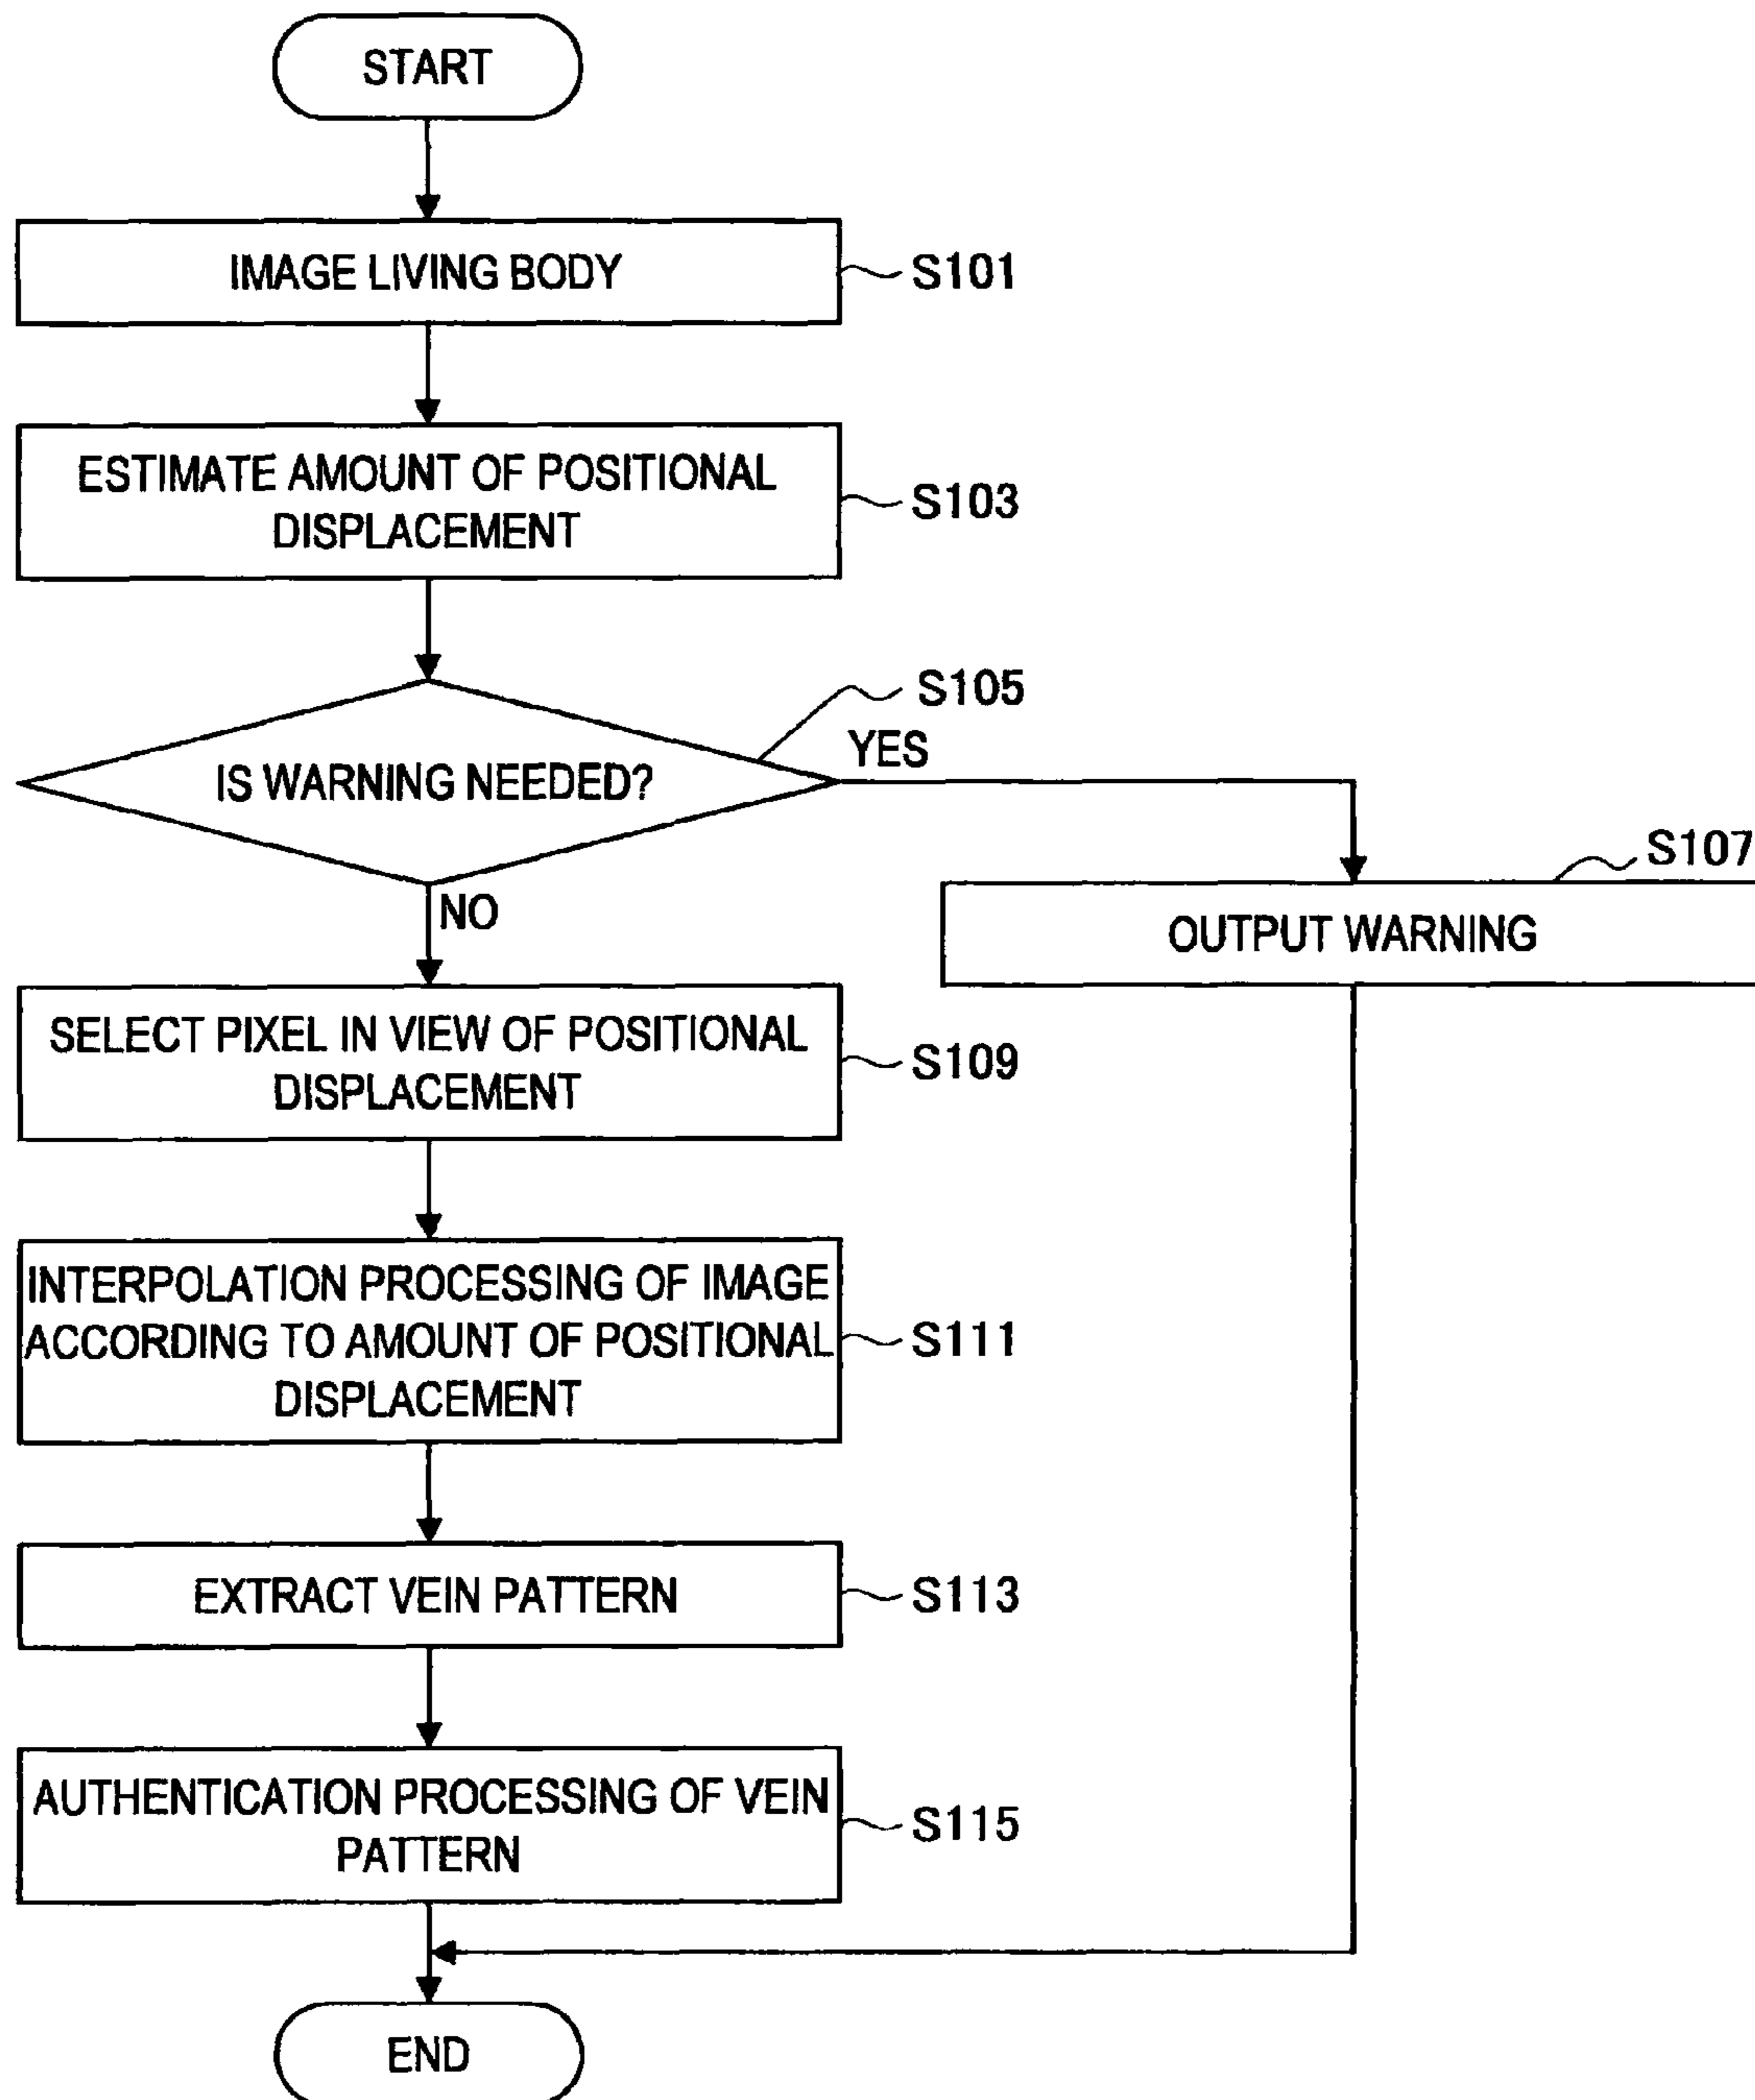 START
IMAGE LIVING BODY
S101
ESTIMATE AMOUNT OF POSITIONAL
DISPLACEMENT
S103
S105
IS WARNING NEEDED?
YES
NO
S107
OUTPUT WARNING
SELECT PIXEL IN VIEW OF POSITIONAL
DISPLACEMENT
S109
INTERPOLATION PROCESSING OF IMAGE
ACCORDING TO AMOUNT OF POSITIONAL
DISPLACEMENT
S111
EXTRACT VEIN PATTERN
S113
AUTHENTICATION PROCESSING OF VEIN
PATTERN
S115
END